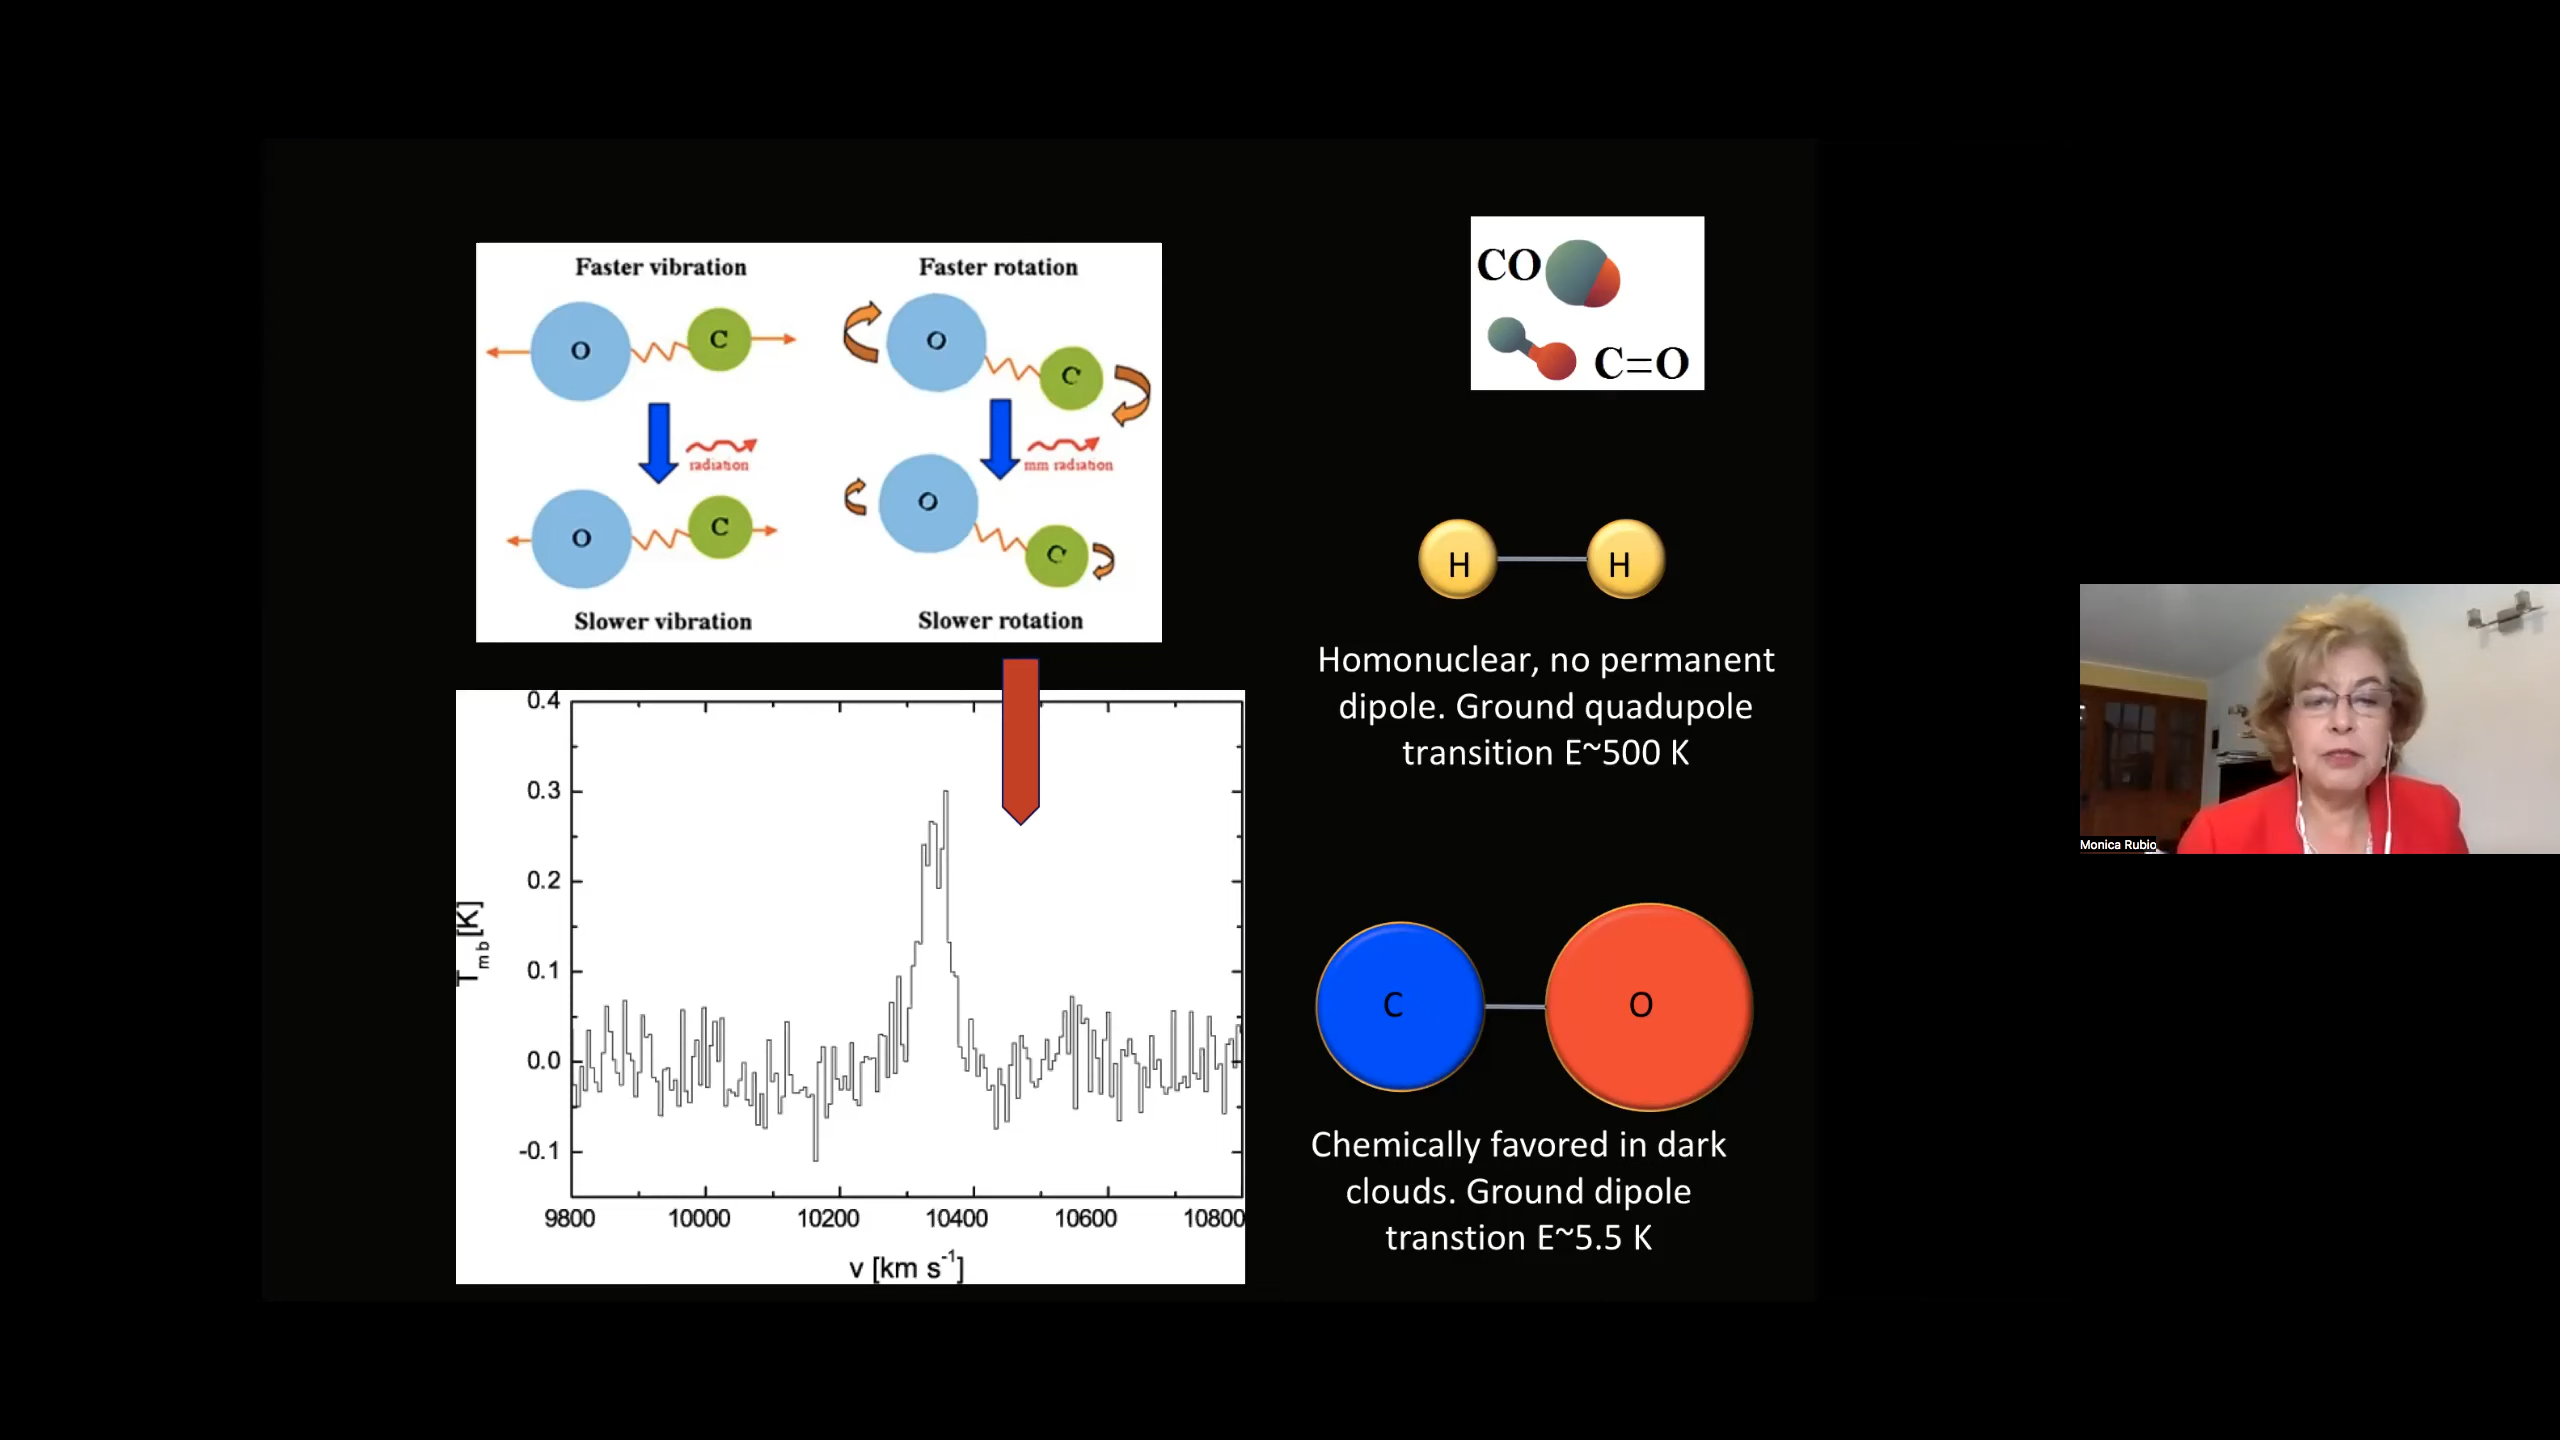 Faster vibration
Faster rotation
O
C
O
C
radiation
mm radiation
O
C
O
C
Slower vibration
Slower rotation
CO
C=O
H
H
Homonuclear, no permanent
dipole. Ground quadupole
transition E~500 K
0.4
0.3
0.2
0.1
0.0
-0.1
Tmb [K]
9800
10000
10200
10400
10600
10800
v [km s-1]
C
O
Chemically favored in dark
clouds. Ground dipole
transtion E~5.5 K
Monica Rubio